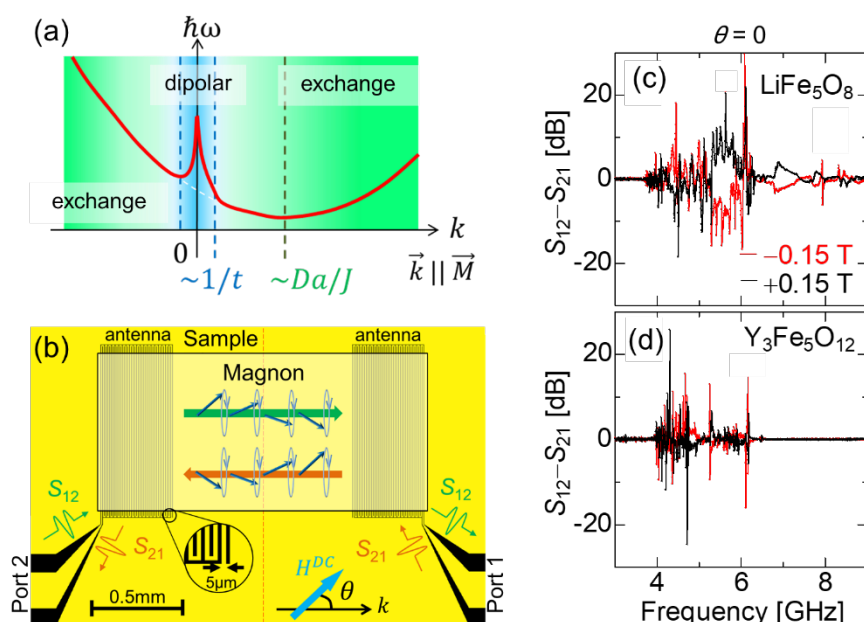 (a)
ħω
dipolar
exchange
exchange
0
k
~1/t
~Da/J
k⃗ || M⃗
(b)
antenna
Sample
antenna
Magnon
S12
S21
S12
S21
Port 2
Port 1
5μm
0.5mm
H^DC
θ
k
θ = 0
(c)
LiFe5O8
20
0
-20
S12−S21 [dB]
−0.15 T
+0.15 T
(d)
Y3Fe5O12
20
0
-20
S12−S21 [dB]
4
6
8
Frequency [GHz]